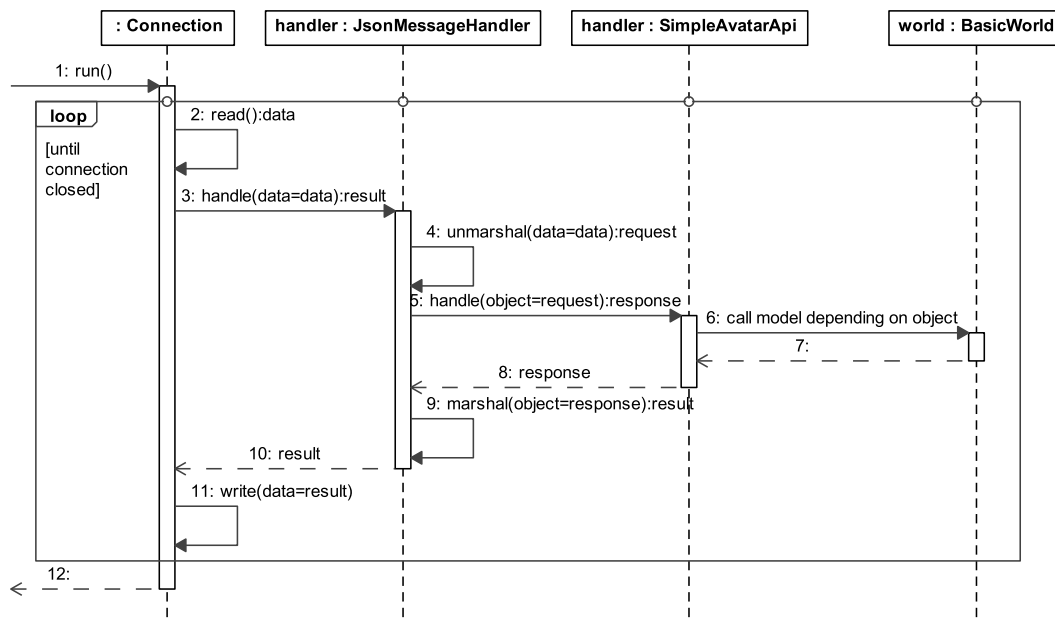 : Connection
handler : JsonMessageHandler
handler : SimpleAvatarApi
world : BasicWorld
1: run()
loop
[until
connection
closed]
2: read():data
3: handle(data=data):result
4: unmarshal(data=data):request
5: handle(object=request):response
6: call model depending on object
7:
8: response
9: marshal(object=response):result
10: result
11: write(data=result)
12: